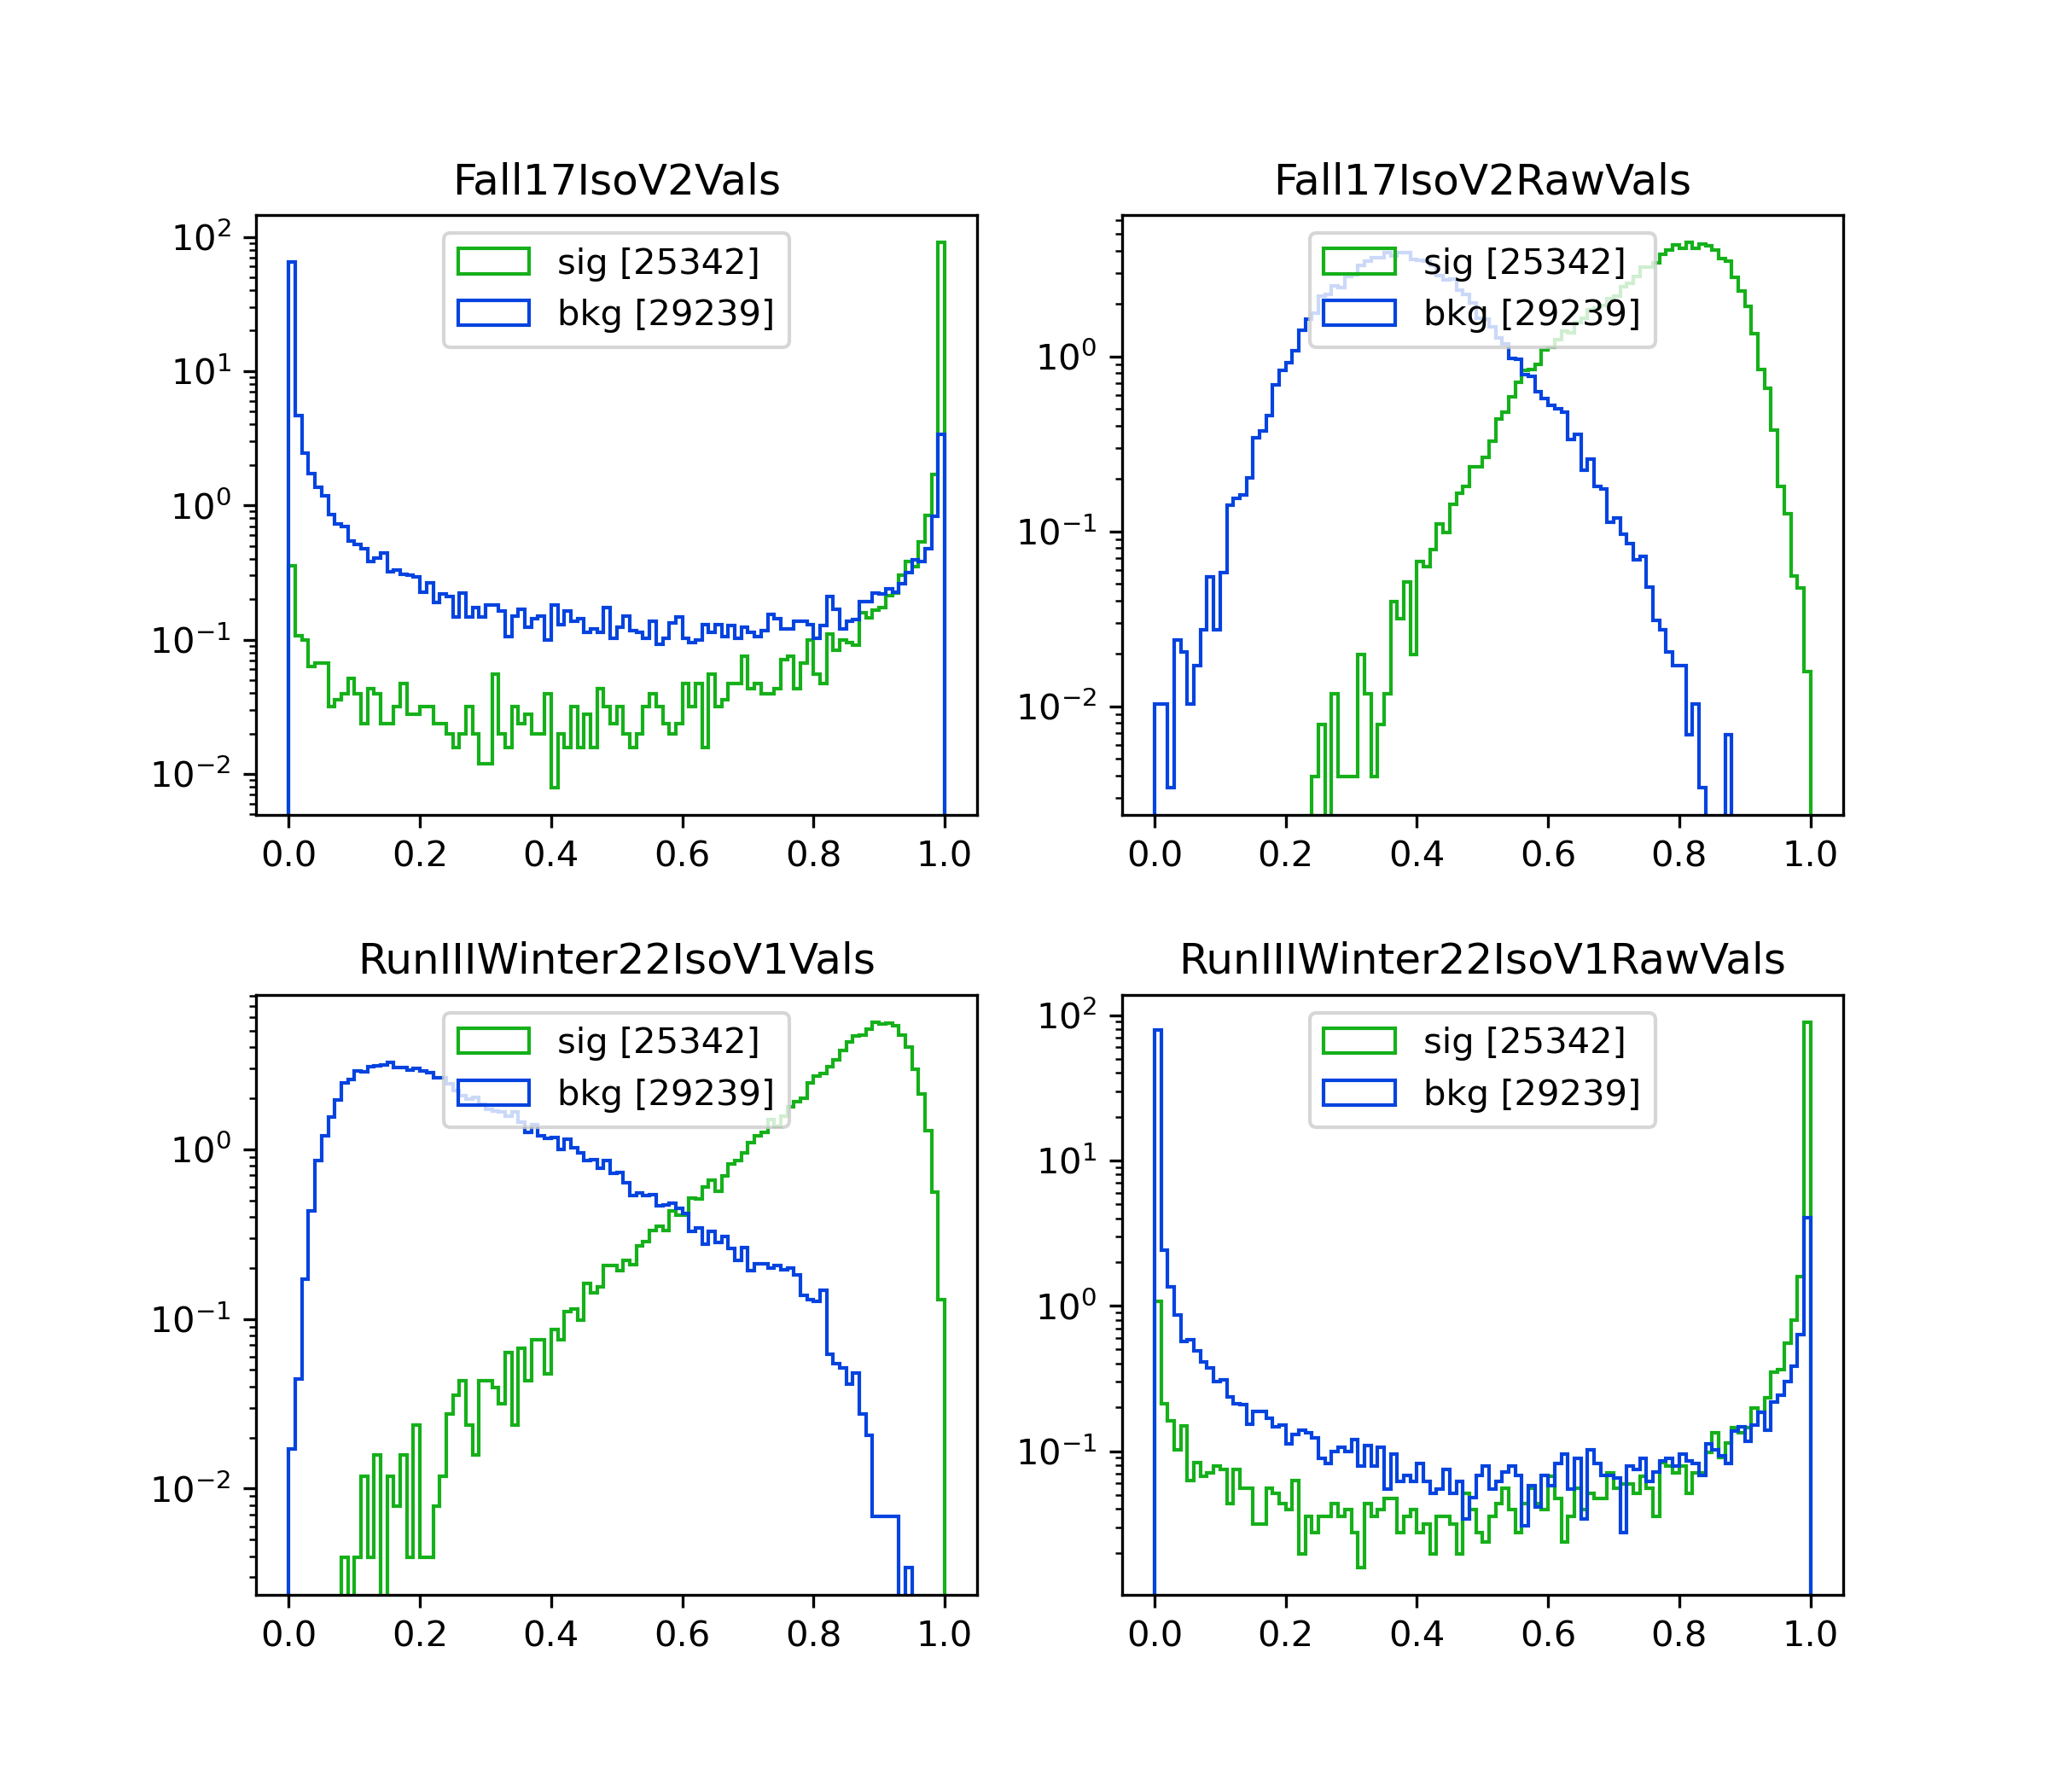 Fall17IsoV2Vals
10²
10¹
10⁰
10⁻¹
10⁻²
sig [25342]
bkg [29239]
0.0 0.2 0.4 0.6 0.8 1.0
Fall17IsoV2RawVals
10⁰
10⁻¹
10⁻²
sig [25342]
bkg [29239]
0.0 0.2 0.4 0.6 0.8 1.0
RunIIIWinter22IsoV1Vals
10⁰
10⁻¹
10⁻²
sig [25342]
bkg [29239]
0.0 0.2 0.4 0.6 0.8 1.0
RunIIIWinter22IsoV1RawVals
10²
10¹
10⁰
10⁻¹
sig [25342]
bkg [29239]
0.0 0.2 0.4 0.6 0.8 1.0